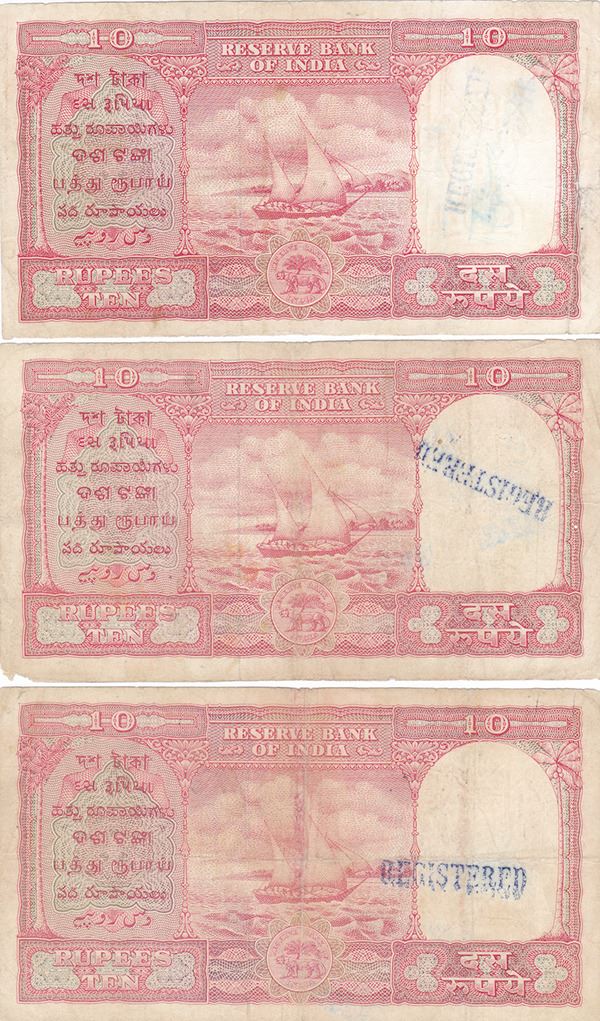 10 10
RESERVE BANK
OF INDIA
দশ টাকা
દસ રૂપિયા
ಹತ್ತು ರೂಪಾಯಿಗಳು
ଦଶ ଟଙ୍କା
பத்து ரூபாய்
పది రూపాయలు
دس روپیے
RUPEES
TEN
दस
रूपये
10 10
RESERVE BANK
OF INDIA
দশ টাকা
દસ રૂપિયા
ಹತ್ತು ರೂಪಾಯಿಗಳು
ଦଶ ଟଙ୍କା
பத்து ரூபாய்
పది రూపాయలు
دس روپیے
REGISTERED
RUPEES
TEN
दस
रूपये
10 10
RESERVE BANK
OF INDIA
দশ টাকা
દસ રૂપિયા
ಹತ್ತು ರೂಪಾಯಿಗಳು
ଦଶ ଟଙ୍କା
பத்து ரூபாய்
పది రూపాయలు
دس روپیے
REGISTERED
RUPEES
TEN
दस
रूपये